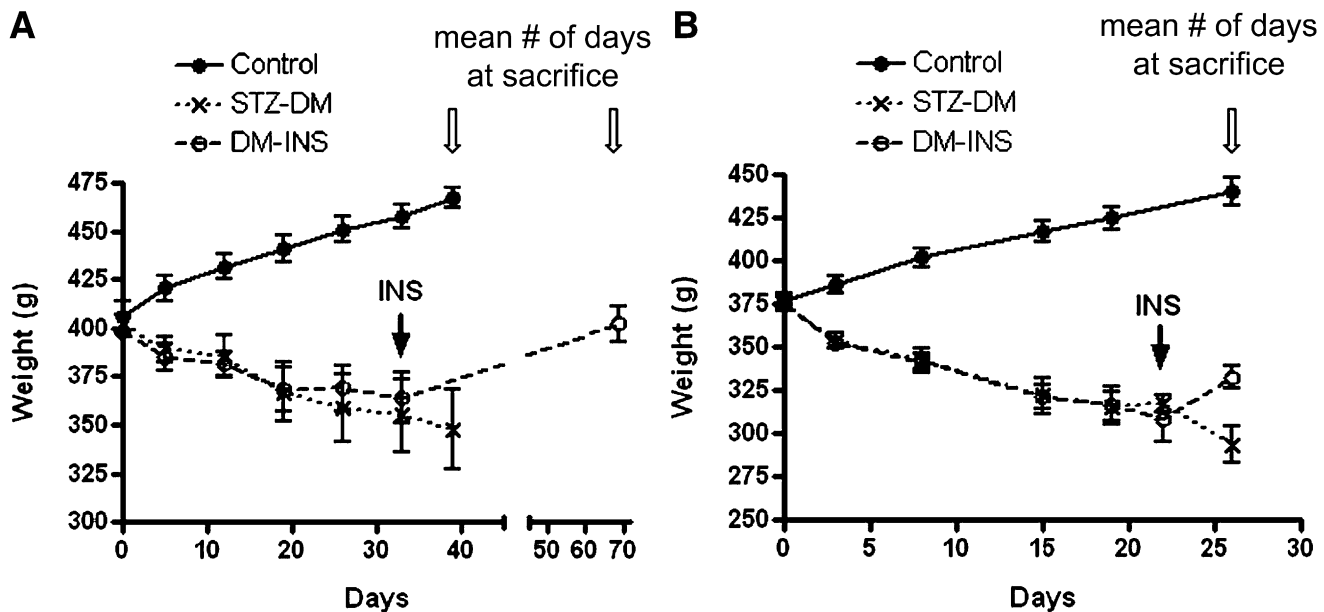 A
mean # of days
at sacrifice
Control
STZ-DM
DM-INS
475
450
425
400
375
350
325
300
INS
Weight (g)
0 10 20 30 40 50 60 70
Days
B
mean # of days
at sacrifice
Control
STZ-DM
DM-INS
450
425
400
375
350
325
300
275
250
INS
Weight (g)
0 5 10 15 20 25 30
Days